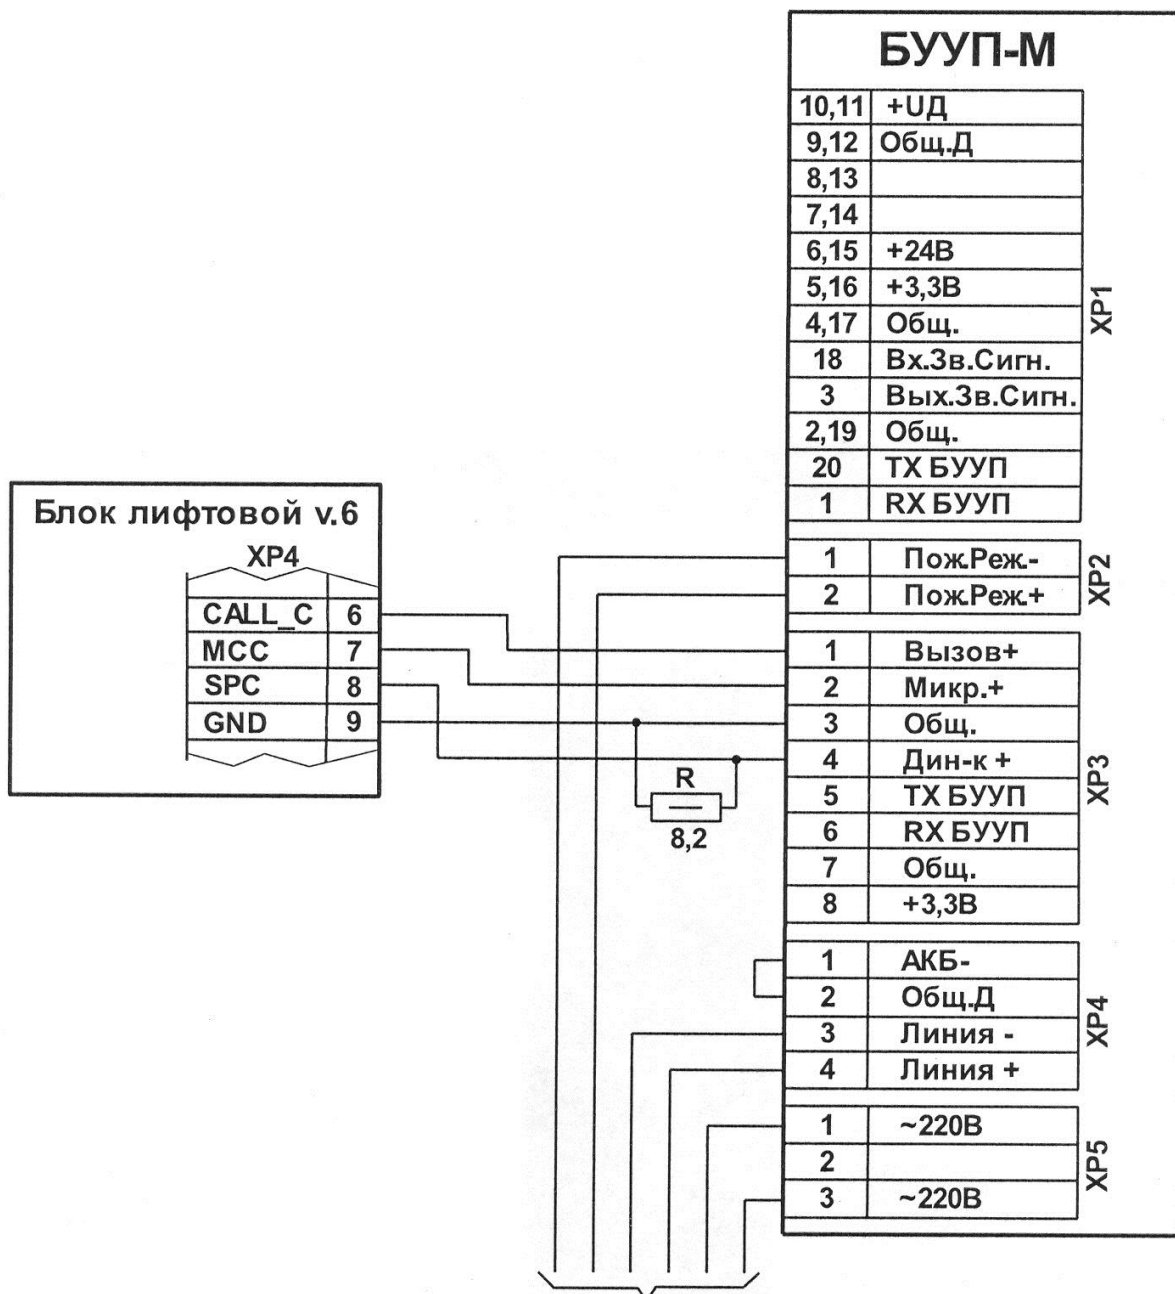 БУУП-М
10,11 +UД
9,12 Общ.Д
8,13
7,14
6,15 +24В
5,16 +3,3В
4,17 Общ.
18 Вх.Зв.Сигн.
3 Вых.Зв.Сигн.
2,19 Общ.
20 TX БУУП
1 RX БУУП
XP1
1 Пож.Реж.-
2 Пож.Реж.+
XP2
Блок лифтовой v.6
XP4
CALL_C 6
MCC 7
SPC 8
GND 9
R
8,2
1 Вызов+
2 Микр.+
3 Общ.
4 Дин-к +
5 TX БУУП
6 RX БУУП
7 Общ.
8 +3,3В
XP3
1 АКБ-
2 Общ.Д
3 Линия -
4 Линия +
XP4
1 ~220В
2
3 ~220В
XP5